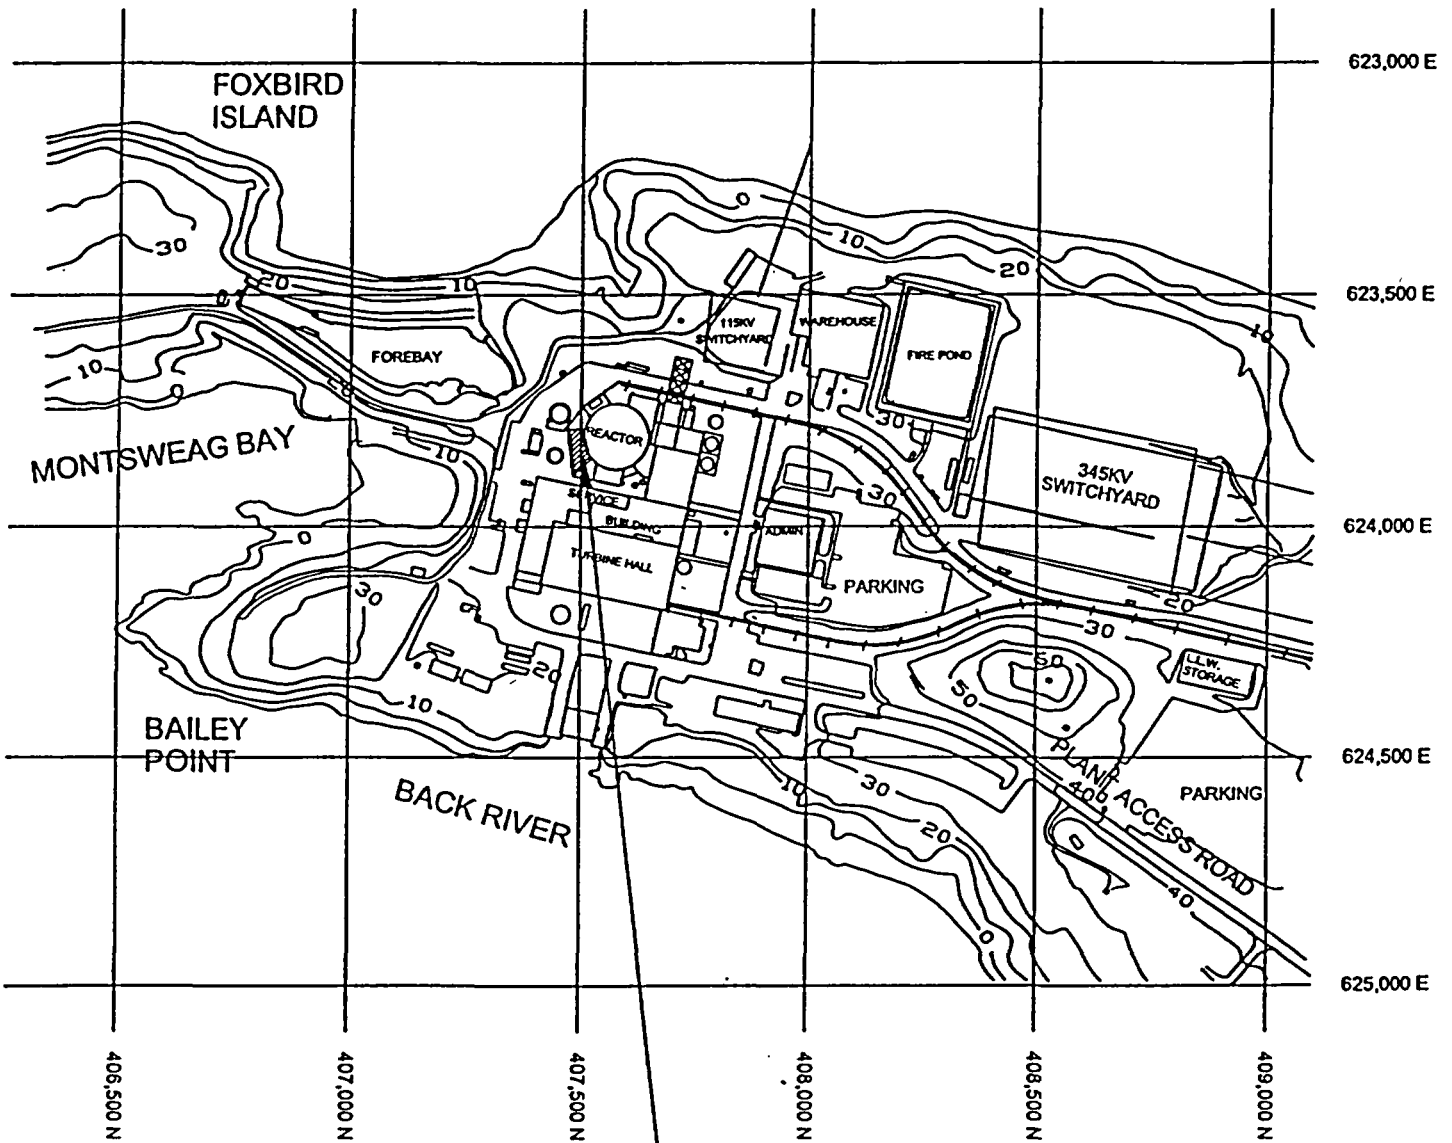 623,000 E
FOXBIRD
ISLAND
0
10
30
20
20
10
623,500 E
0
10
115KV
SWITCHYARD
WAREHOUSE
FIRE POND
FOREBAY
10
0
30
REACTOR
MONTSWEAG BAY
10
345KV
SWITCHYARD
30
SERVICE
BUILDING
ADMIN
624,000 E
0
TURBINE HALL
PARKING
30
20
30
L.L.W.
STORAGE
20
50
50
10
BAILEY
POINT
624,500 E
PLANT ACCESS ROAD
40
BACK RIVER
10
30
PARKING
20
40
0
625,000 E
406,500 N
407,000 N
407,500 N
408,000 N
408,500 N
409,000 N